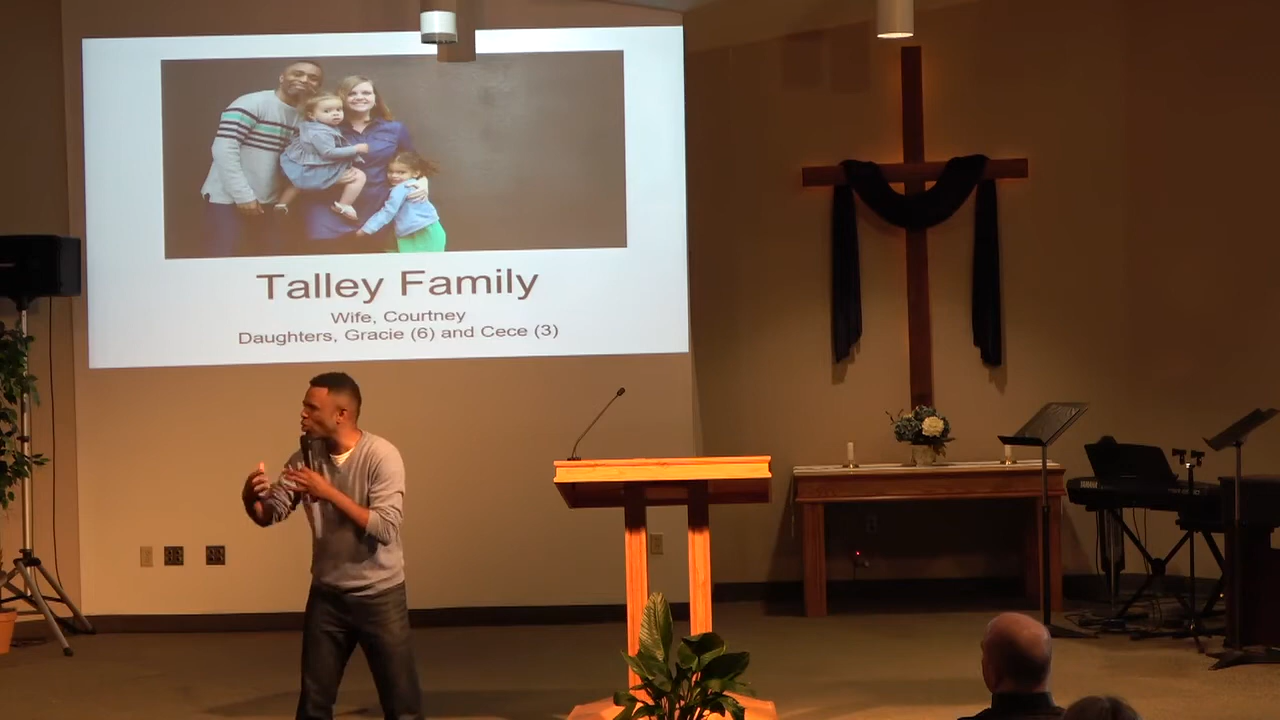 Talley Family
Wife, Courtney
Daughters, Gracie (6) and Cece (3)